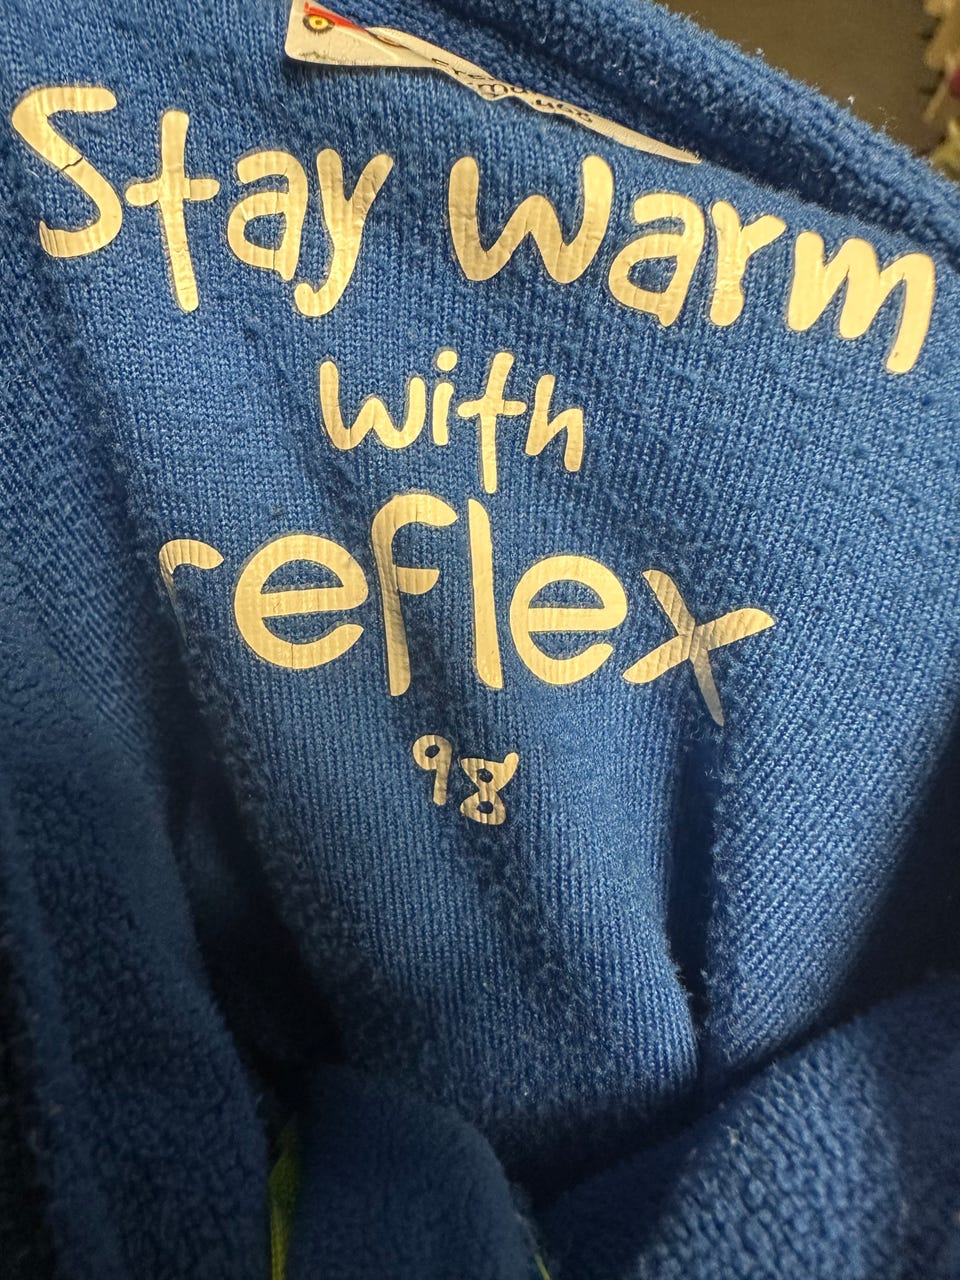 Stay warm
with
reflex
98